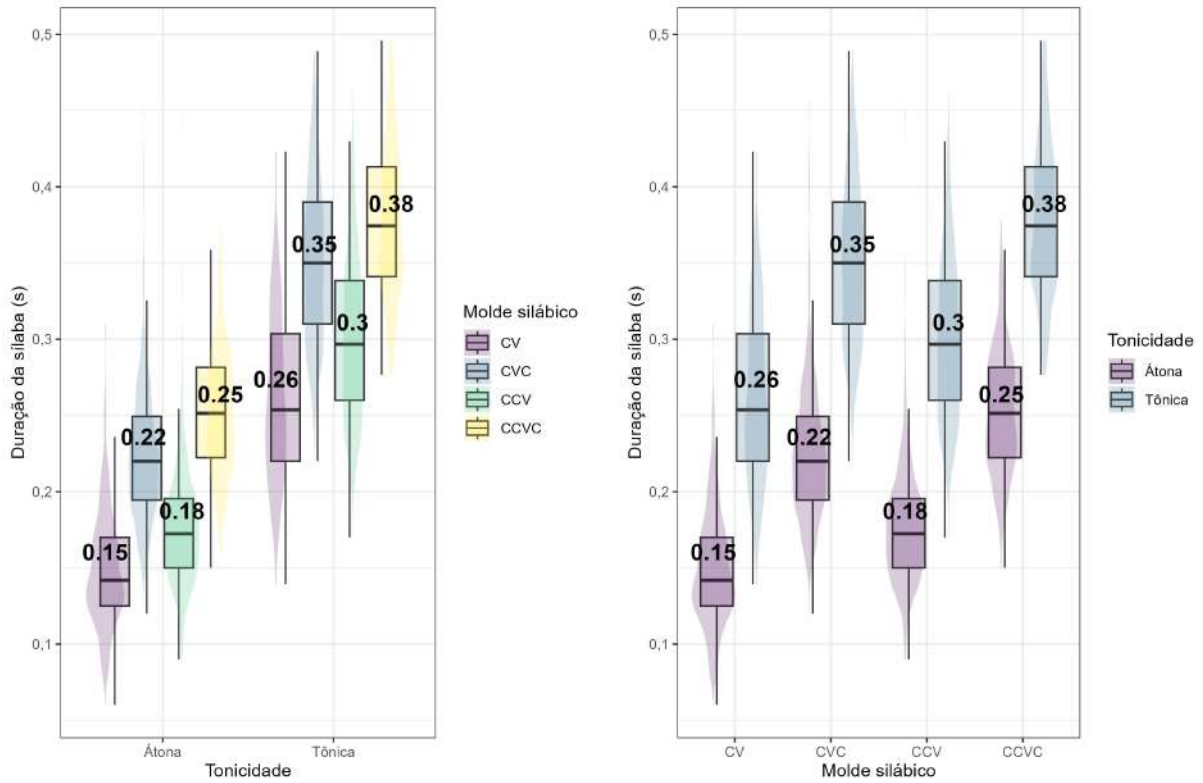 0,5
0,4
0,3
0,2
0,1
Duração da sílaba (s)
0.15
0.22
0.18
0.25
0.26
0.35
0.3
0.38
Átona
Tônica
Tonicidade
Molde silábico
CV
CVC
CCV
CCVC
0,5
0,4
0,3
0,2
0,1
Duração da sílaba (s)
0.15
0.26
0.22
0.35
0.18
0.3
0.25
0.38
CV
CVC
CCV
CCVC
Molde silábico
Tonicidade
Átona
Tônica